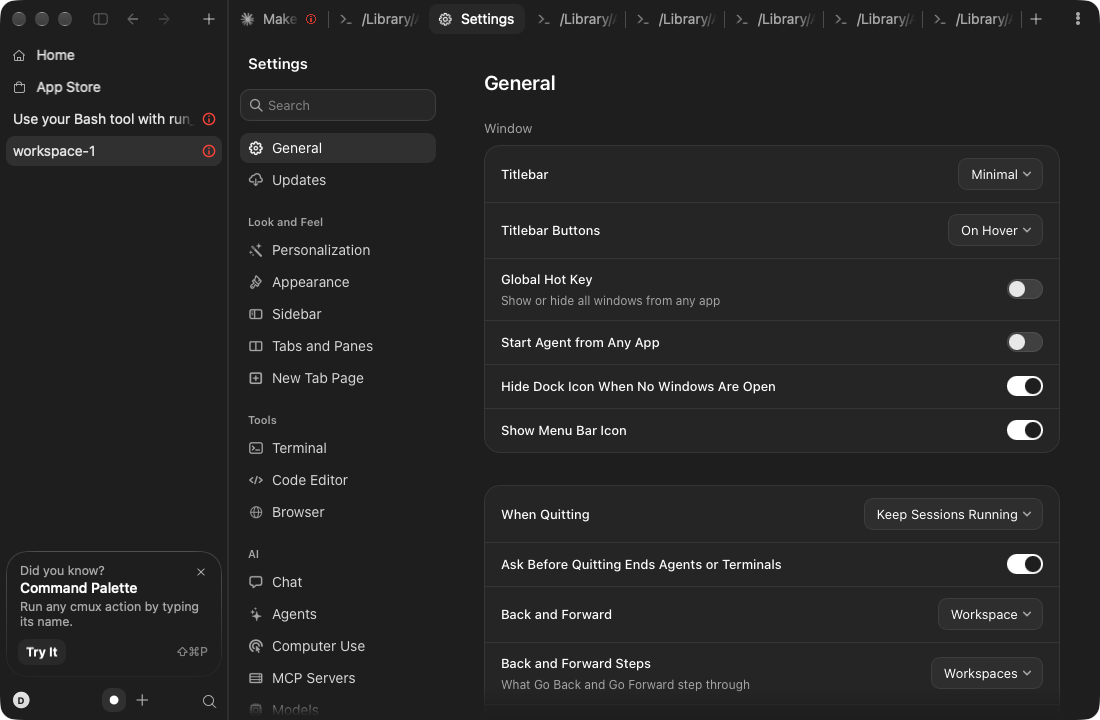 Make
/Library/
Settings
/Library/
/Library/
/Library/
/Library/
/Library/
Home
App Store
Use your Bash tool with run_
workspace-1
Did you know?
Command Palette
Run any cmux action by typing
its name.
Try It
⇧⌘P
D
Settings
Search
General
Updates
Look and Feel
Personalization
Appearance
Sidebar
Tabs and Panes
New Tab Page
Tools
Terminal
Code Editor
Browser
AI
Chat
Agents
Computer Use
MCP Servers
Models
General
Window
Titlebar
Minimal
Titlebar Buttons
On Hover
Global Hot Key
Show or hide all windows from any app
Start Agent from Any App
Hide Dock Icon When No Windows Are Open
Show Menu Bar Icon
When Quitting
Keep Sessions Running
Ask Before Quitting Ends Agents or Terminals
Back and Forward
Workspace
Back and Forward Steps
What Go Back and Go Forward step through
Workspaces